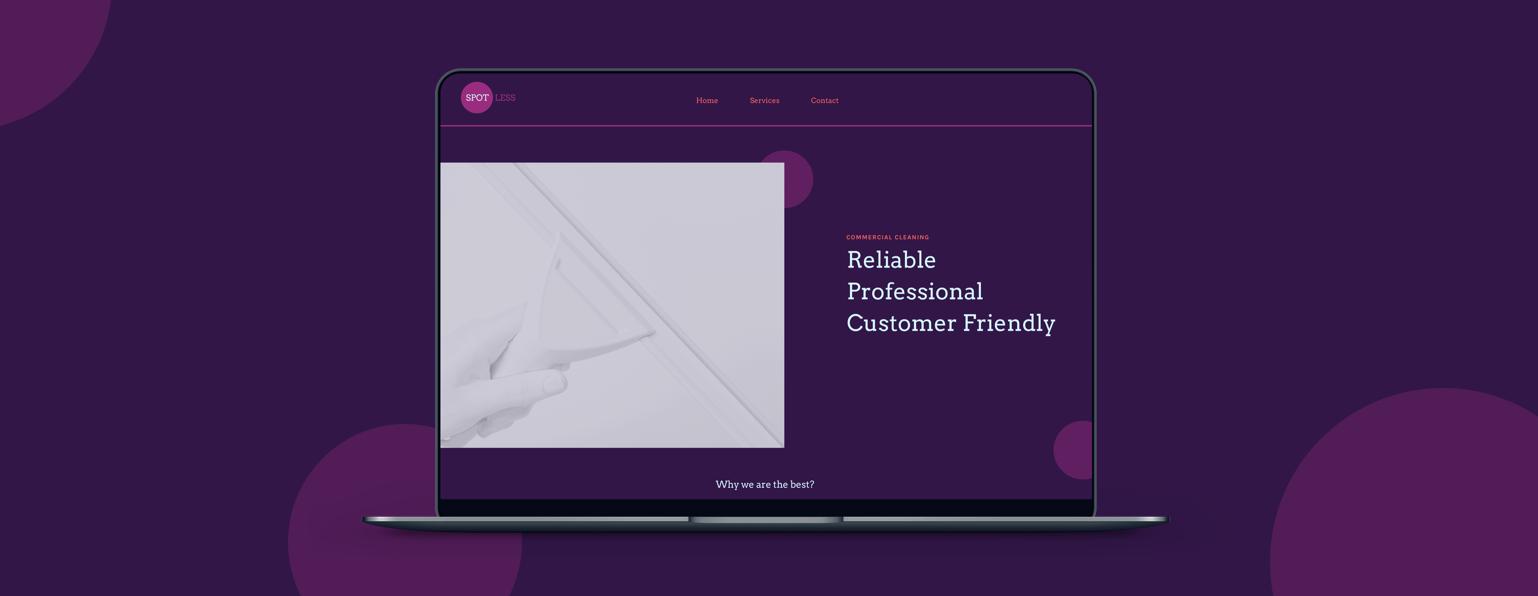 SPOT LESS
Home Services Contact
COMMERCIAL CLEANING
Reliable
Professional
Customer Friendly
Why we are the best?